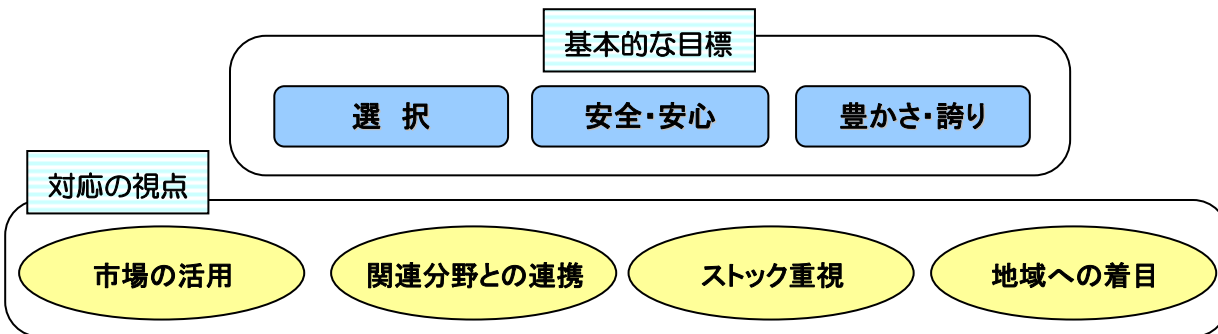 基本的な目標
選　択
安全・安心
豊かさ・誇り
対応の視点
市場の活用
関連分野との連携
ストック重視
地域への着目